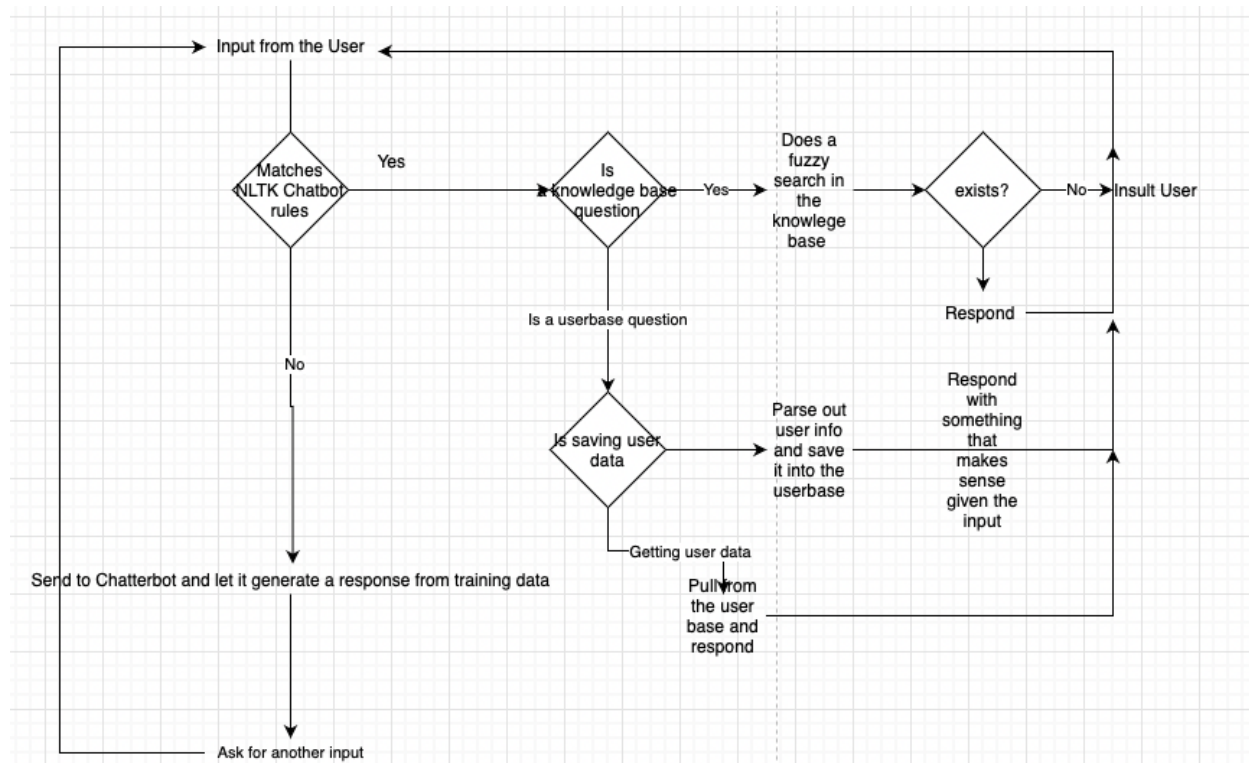 Input from the User
Matches
NLTK Chatbot
rules
Yes
Is
a knowledge base
question
Yes
Does a
fuzzy
search in
the
knowlege
base
exists?
No
Insult User
Respond
Is a userbase question
No
Is saving user
data
Parse out
user info
and save
it into the
userbase
Respond
with
something
that
makes
sense
given the
input
Getting user data
Pull from
the user
base and
respond
Send to Chatterbot and let it generate a response from training data
Ask for another input